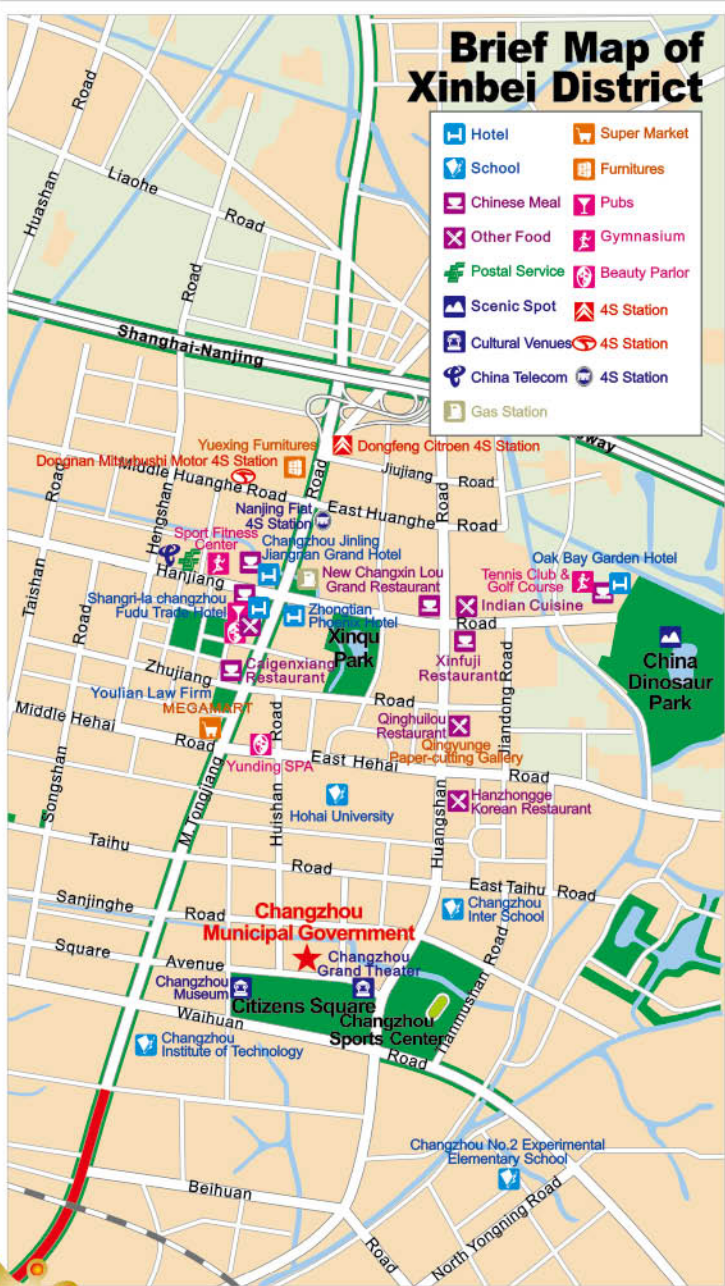 Brief Map of
Xinbei District
Hotel
School
Chinese Meal
Other Food
Postal Service
Scenic Spot
Cultural Venues
China Telecom
Gas Station
Super Market
Furnitures
Pubs
Gymnasium
Beauty Parlor
4S Station
4S Station
4S Station
Huashan
Road
Liaohe
Road
Road
Shanghai-Nanjing
way
Yuexing Furnitures
Dongfeng Citroen 4S Station
Dongnan Mitsubushi Motor 4S Station
Middle Huanghe Road
Jiujiang Road
Road
Road
Nanjing Fiat
4S Station
East Huanghe Road
Road
Hengshan
Sport Fitness
Center
Changzhou Jinling
Jiangnan Grand Hotel
Oak Bay Garden Hotel
Hanjiang
New Changxin Lou
Grand Restaurant
Tennis Club &
Golf Course
Taishan
Shangri-la changzhou
Fudu Trade Hotel
Zhongtian
Phoenix Hotel
Indian Cuisine
Road
Road
Xinqu
Park
Xinfuji
Restaurant
China
Dinosaur
Park
Zhujiang
Caigenxiang
Restaurant
Road
Jiandong Road
Youlian Law Firm
MEGAMART
Middle Hehai
Road
Road
Qinghuilou
Restaurant
Qingyunge
Paper-cutting Gallery
Yunding SPA
East Hehai
Road
Songshan
M.Tongjiang
Huishan
Hohai University
Huangshan
Hanzhongge
Korean Restaurant
Taihu
Road
East Taihu Road
Sanjinghe
Road
Changzhou
Municipal Government
Changzhou
Inter School
Square
Avenue
Changzhou
Grand Theater
Changzhou
Museum
Citizens Square
Changzhou
Sports Center
Tianmushan Road
Waihuan
Road
Changzhou
Institute of Technology
Changzhou No.2 Experimental
Elementary School
Beihuan
Road
North Yongning Road